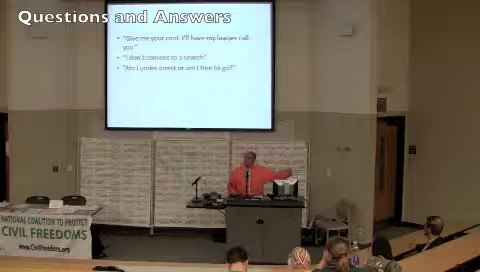 Questions and Answers
• "Give me your card: I'll have my lawyer call
you."
• "I don't consent to a search"
• "Am I under arrest or am I free to go?"
NATIONAL COALITION TO PROTECT
CIVIL FREEDOMS
www.CivilFreedoms.org